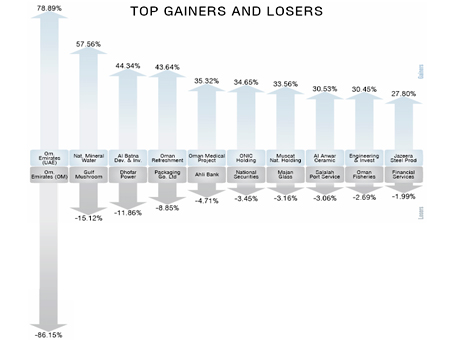 TOP GAINERS AND LOSERS
78.89%
57.56%
44.34%
43.64%
35.32%
34.65%
33.56%
30.53%
30.45%
27.80%
Gainers
Om. Emirates (UAE)
Nat. Mineral Water
Al Batna Dev. & Inv.
Oman Refreshment
Oman Medical Project
ONIC Holding
Muscat Nat. Holding
Al Anwar Ceramic
Engineering & Invest
Jazeera Steel Prod
Om. Emirates (OM)
Gulf Mushroom
Dhofar Power
Packaging Co. Ltd
Ahli Bank
National Securities
Majan Glass
Salalah Port Service
Oman Fisheries
Financial Services
Losers
-86.15%
-15.12%
-11.86%
-8.85%
-4.71%
-3.45%
-3.16%
-3.06%
-2.69%
-1.99%